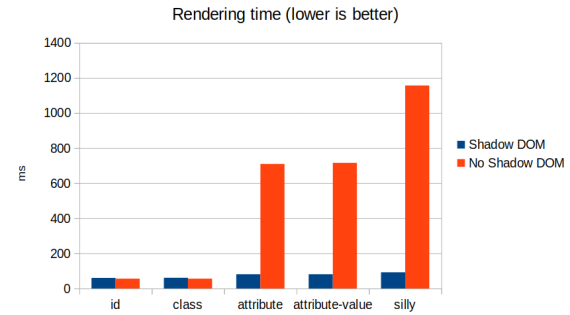 Rendering time (lower is better)
1400
1200
1000
800
600
400
200
0
ms
id class attribute attribute-value silly
Shadow DOM
No Shadow DOM